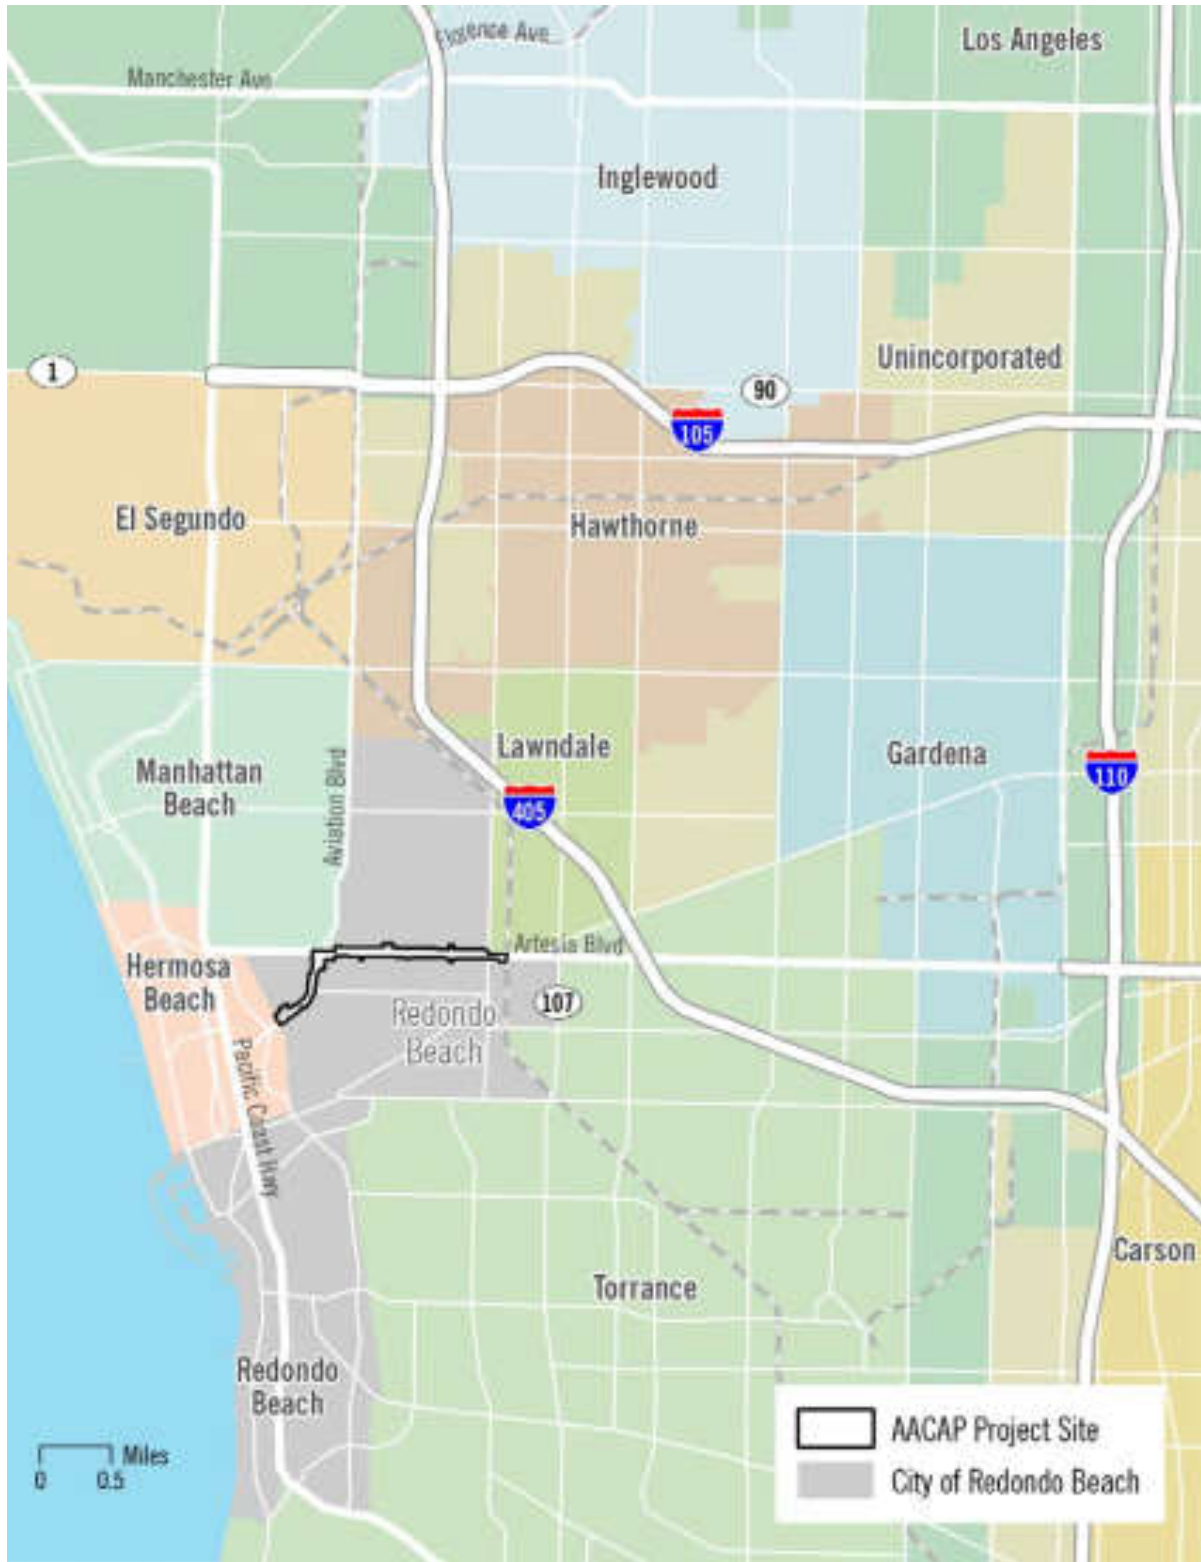 Florence Ave
Los Angeles
Manchester Ave
Inglewood
Unincorporated
1
90
105
El Segundo
Hawthorne
Lawndale
Gardena
Manhattan
Beach
Aviation Blvd
110
405
Artesia Blvd
Hermosa
Beach
107
Redondo
Beach
Pacific Coast Hwy
Carson
Torrance
Redondo
Beach
AACAP Project Site
City of Redondo Beach
Miles
0 0.5